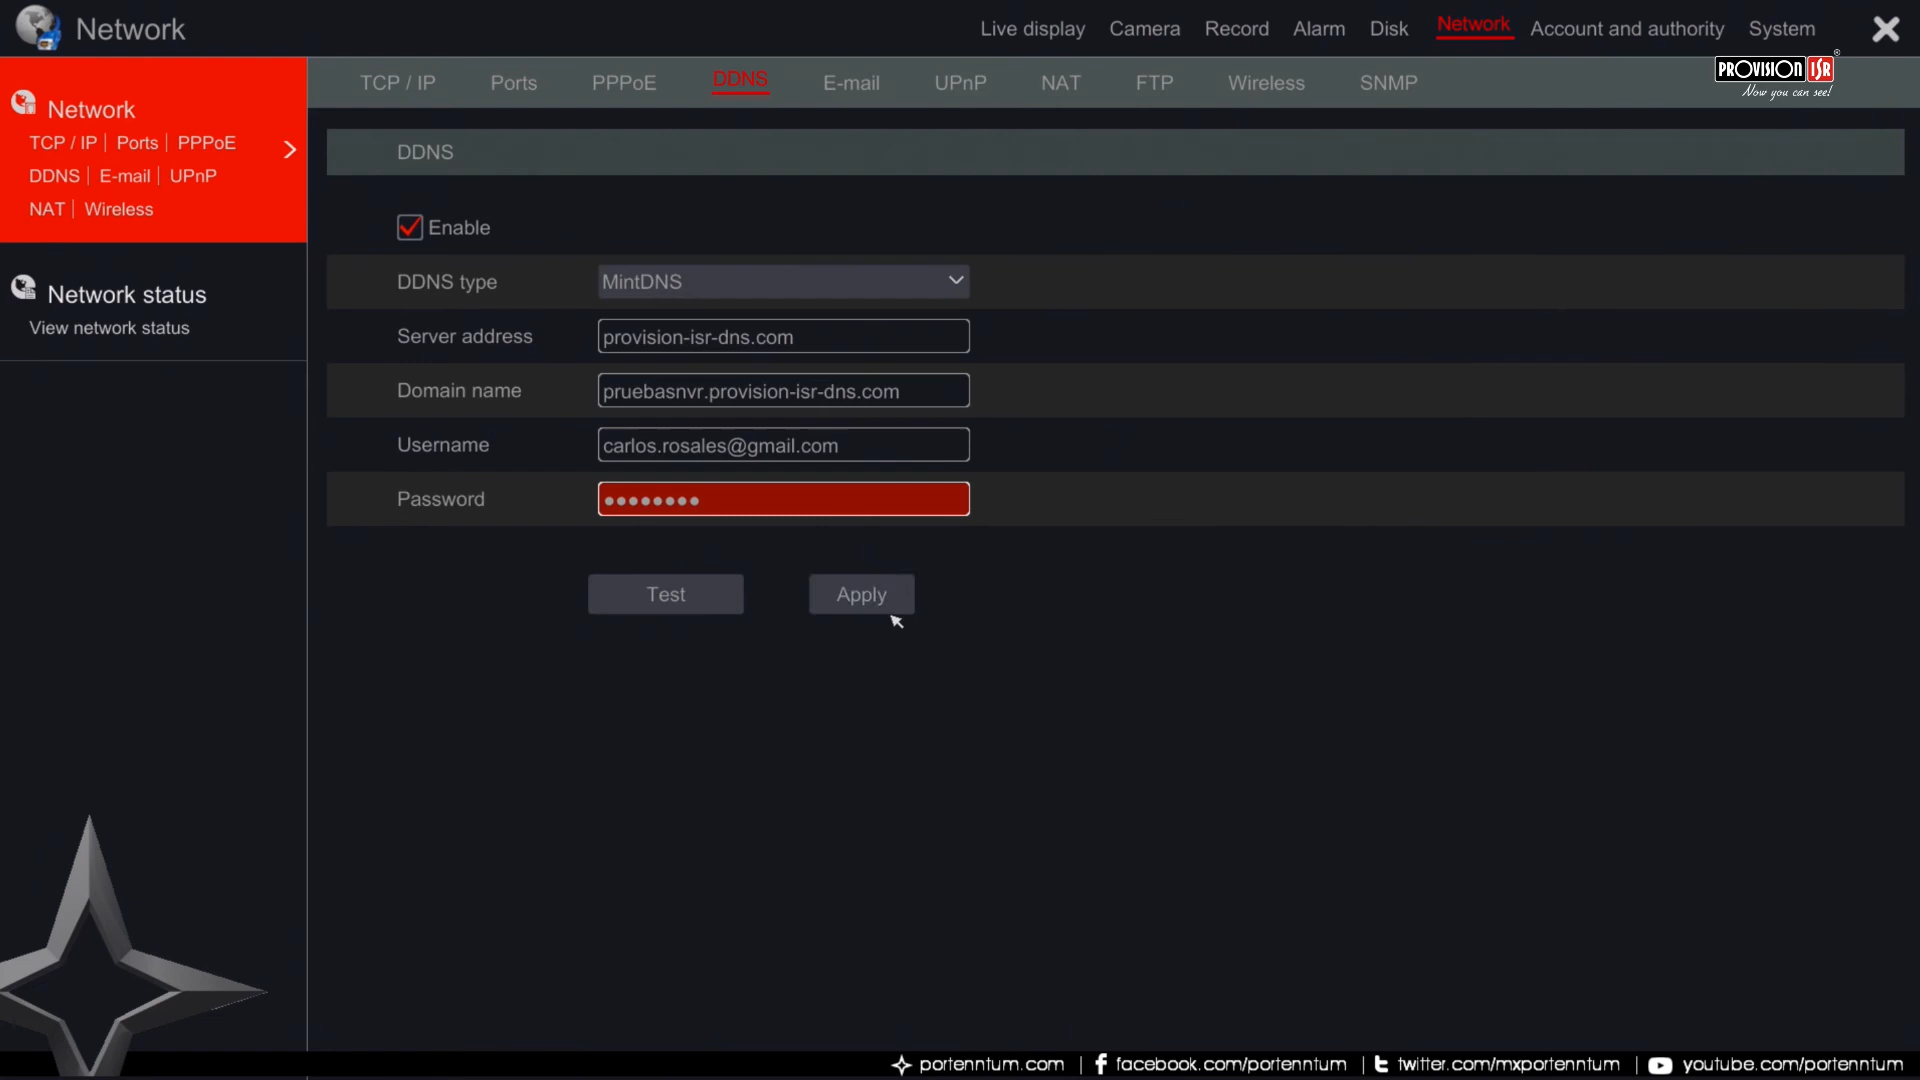 Network
Live display Camera Record Alarm Disk Network Account and authority System
PROVISION ISR ®
Now you can see!
TCP / IP Ports PPPoE DDNS E-mail UPnP NAT FTP Wireless SNMP
Network
TCP / IP | Ports | PPPoE
DDNS | E-mail | UPnP
NAT | Wireless
Network status
View network status
DDNS
Enable
DDNS type MintDNS
Server address provision-isr-dns.com
Domain name pruebasnvr.provision-isr-dns.com
Username carlos.rosales@gmail.com
Password ●●●●●●●●
Test Apply
portenntum.com | facebook.com/portenntum | twitter.com/mxportenntum | youtube.com/portenntum